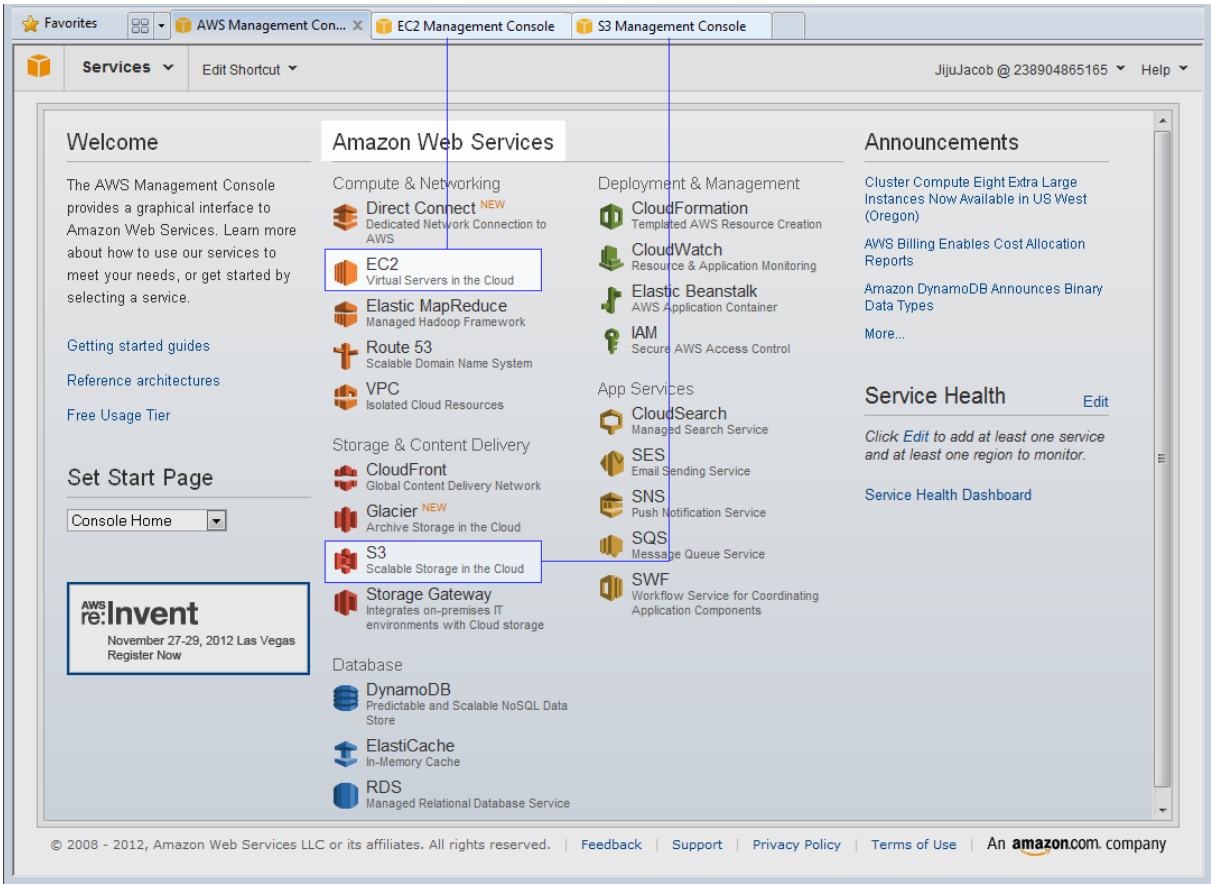 Favorites
AWS Management Con...
EC2 Management Console
S3 Management Console
Services
Edit Shortcut
JijuJacob @ 238904865165
Help
Welcome
The AWS Management Console
provides a graphical interface to
Amazon Web Services. Learn more
about how to use our services to
meet your needs, or get started by
selecting a service.
Getting started guides
Reference architectures
Free Usage Tier
Set Start Page
Console Home
AWS
re:Invent
November 27-29, 2012 Las Vegas
Register Now
Amazon Web Services
Compute & Networking
Direct Connect NEW
Dedicated Network Connection to
AWS
EC2
Virtual Servers in the Cloud
Elastic MapReduce
Managed Hadoop Framework
Route 53
Scalable Domain Name System
VPC
Isolated Cloud Resources
Storage & Content Delivery
CloudFront
Global Content Delivery Network
Glacier NEW
Archive Storage in the Cloud
S3
Scalable Storage in the Cloud
Storage Gateway
Integrates on-premises IT
environments with Cloud storage
Database
DynamoDB
Predictable and Scalable NoSQL Data
Store
ElastiCache
In-Memory Cache
RDS
Managed Relational Database Service
Deployment & Management
CloudFormation
Templated AWS Resource Creation
CloudWatch
Resource & Application Monitoring
Elastic Beanstalk
AWS Application Container
IAM
Secure AWS Access Control
App Services
CloudSearch
Managed Search Service
SES
Email Sending Service
SNS
Push Notification Service
SQS
Message Queue Service
SWF
Workflow Service for Coordinating
Application Components
Announcements
Cluster Compute Eight Extra Large
Instances Now Available in US West
(Oregon)
AWS Billing Enables Cost Allocation
Reports
Amazon DynamoDB Announces Binary
Data Types
More...
Service Health
Edit
Click Edit to add at least one service
and at least one region to monitor.
Service Health Dashboard
© 2008 - 2012, Amazon Web Services LLC or its affiliates. All rights reserved. | Feedback | Support | Privacy Policy | Terms of Use | An amazon.com. company